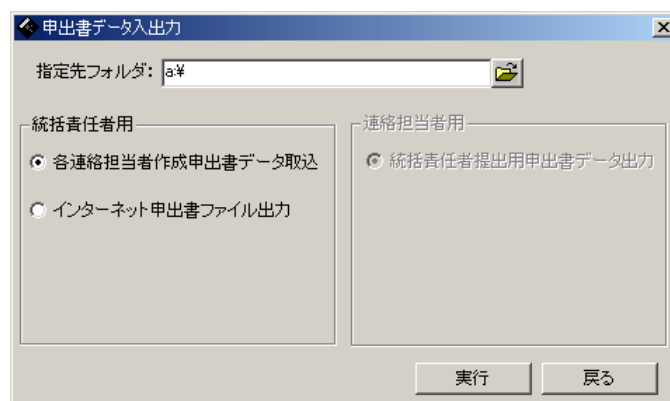 申出書データ入出力
指定先フォルダ: a:¥
統括責任者用
各連絡担当者作成申出書データ取込
インターネット申出書ファイル出力
連絡担当者用
統括責任者提出用申出書データ出力
実行
戻る